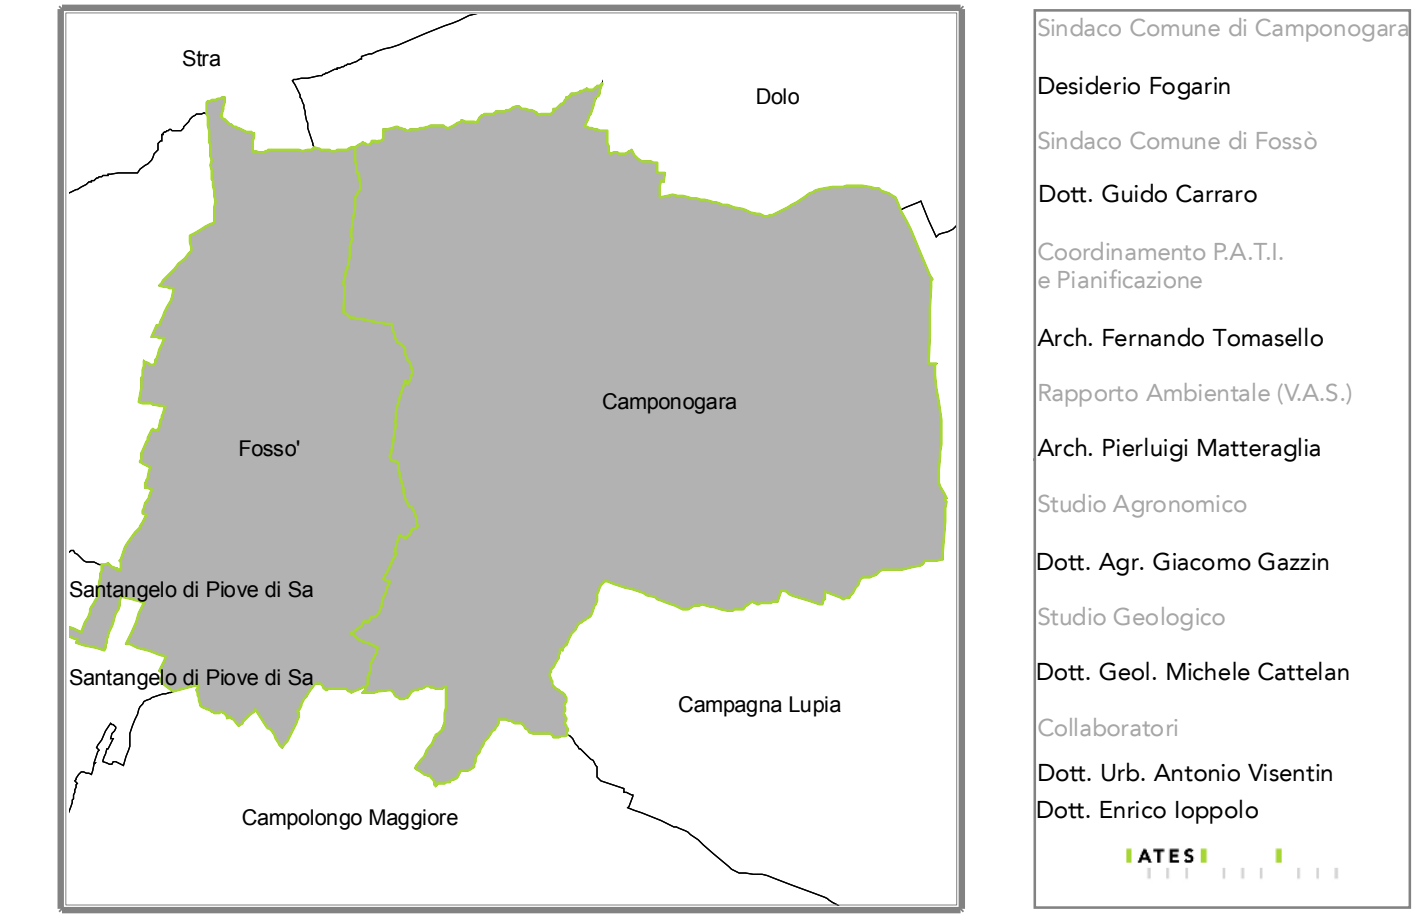 Stra
Dolo
Camponogara
Fosso'
Santangelo di Piove di Sa
Santangelo di Piove di Sa
Campagna Lupia
Campolongo Maggiore
Sindaco Comune di Camponogara
Desiderio Fogarin
Sindaco Comune di Fossò
Dott. Guido Carraro
Coordinamento P.A.T.I.
e Pianificazione
Arch. Fernando Tomasello
Rapporto Ambientale (V.A.S.)
Arch. Pierluigi Matteraglia
Studio Agronomico
Dott. Agr. Giacomo Gazzin
Studio Geologico
Dott. Geol. Michele Cattelan
Collaboratori
Dott. Urb. Antonio Visentin
Dott. Enrico Ioppolo
ATES